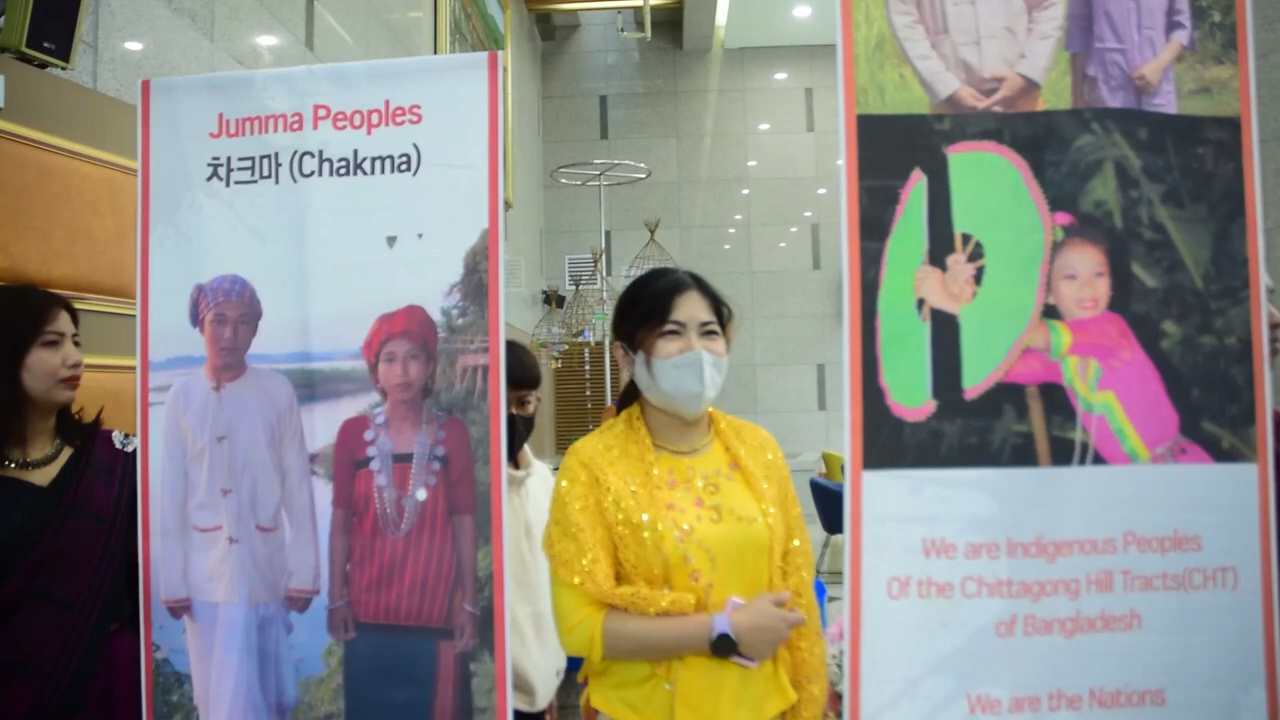 Jumma Peoples
차크마 (Chakma)
We are Indigenous Peoples
Of the Chittagong Hill Tracts(CHT)
of Bangladesh
We are the Nations